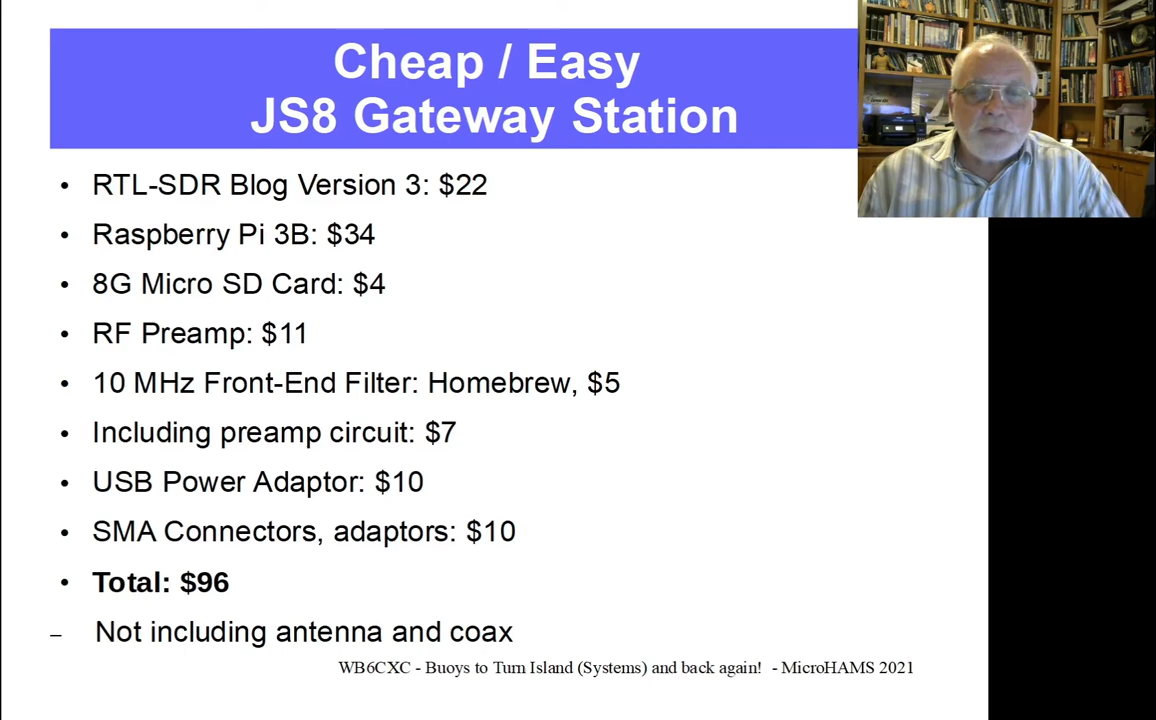 Cheap / Easy
JS8 Gateway Station
• RTL-SDR Blog Version 3: $22
• Raspberry Pi 3B: $34
• 8G Micro SD Card: $4
• RF Preamp: $11
• 10 MHz Front-End Filter: Homebrew, $5
• Including preamp circuit: $7
• USB Power Adaptor: $10
• SMA Connectors, adaptors: $10
• Total: $96
– Not including antenna and coax
WB6CXC - Buoys to Turn Island (Systems) and back again! - MicroHAMS 2021